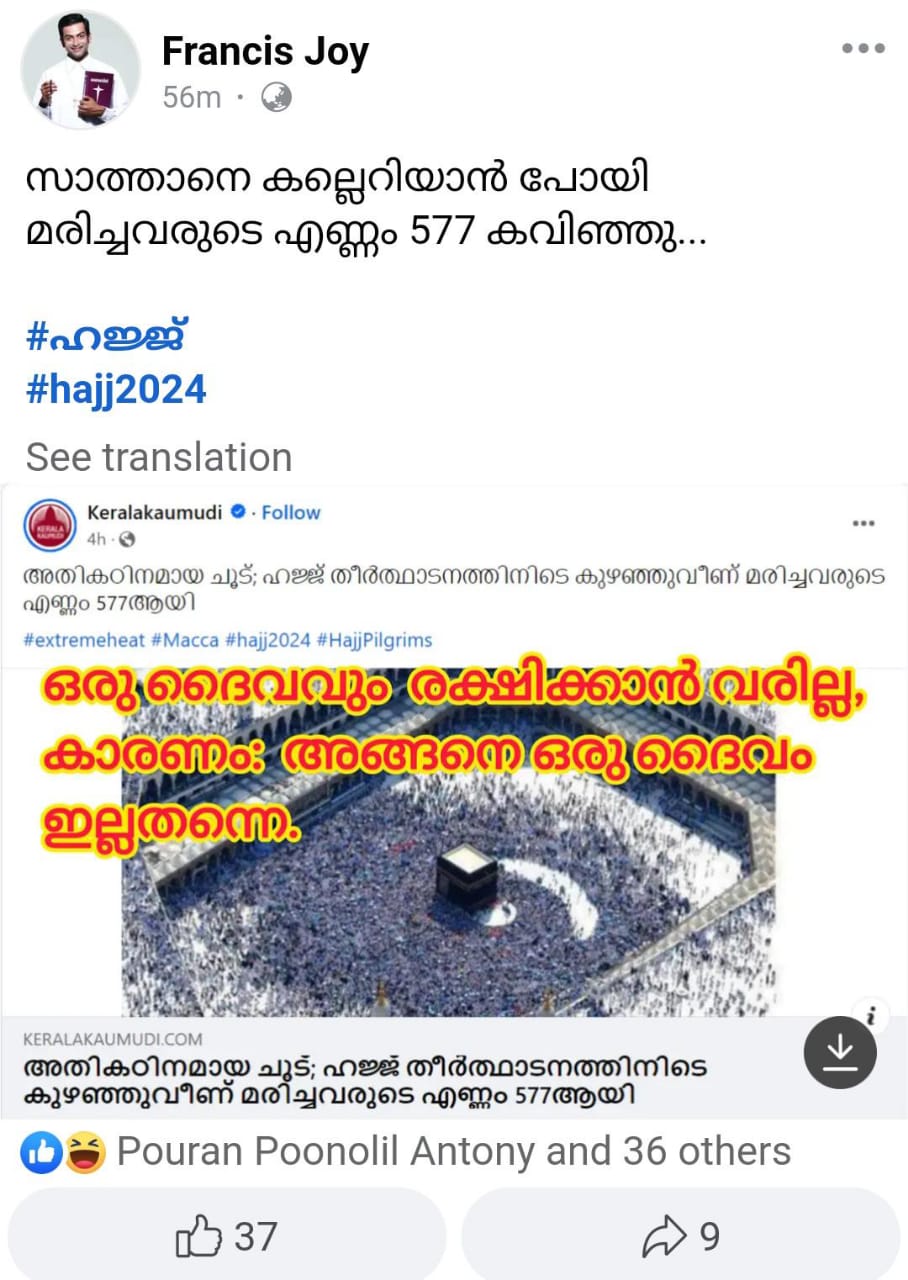 Francis Joy
56m ·
സാത്താനെ കല്ലെറിയാൻ പോയി
മരിച്ചവരുടെ എണ്ണം 577 കവിഞ്ഞു...
#ഹജ്ജ്
#hajj2024
See translation
Keralakaumudi · Follow
4h ·
അതികഠിനമായ ചൂട്; ഹജ്ജ് തീർത്ഥാടനത്തിനിടെ കുഴഞ്ഞുവീണ് മരിച്ചവരുടെ
എണ്ണം 577ആയി
#extremeheat #Macca #hajj2024 #HajjPilgrims
ഒരു ദൈവവും രക്ഷിക്കാൻ വരില്ല,
കാരണം: അങ്ങനെ ഒരു ദൈവം
ഇല്ലതന്നെ.
KERALAKAUMUDI.COM
അതികഠിനമായ ചൂട്; ഹജ്ജ് തീർത്ഥാടനത്തിനിടെ
കുഴഞ്ഞുവീണ് മരിച്ചവരുടെ എണ്ണം 577ആയി
Pouran Poonolil Antony and 36 others
37
9